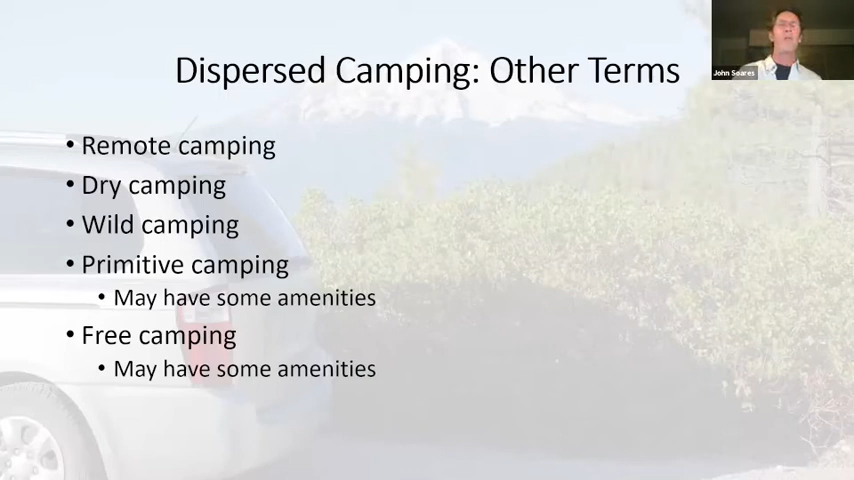 Dispersed Camping: Other Terms
John Soares
• Remote camping
• Dry camping
• Wild camping
• Primitive camping
• May have some amenities
• Free camping
• May have some amenities